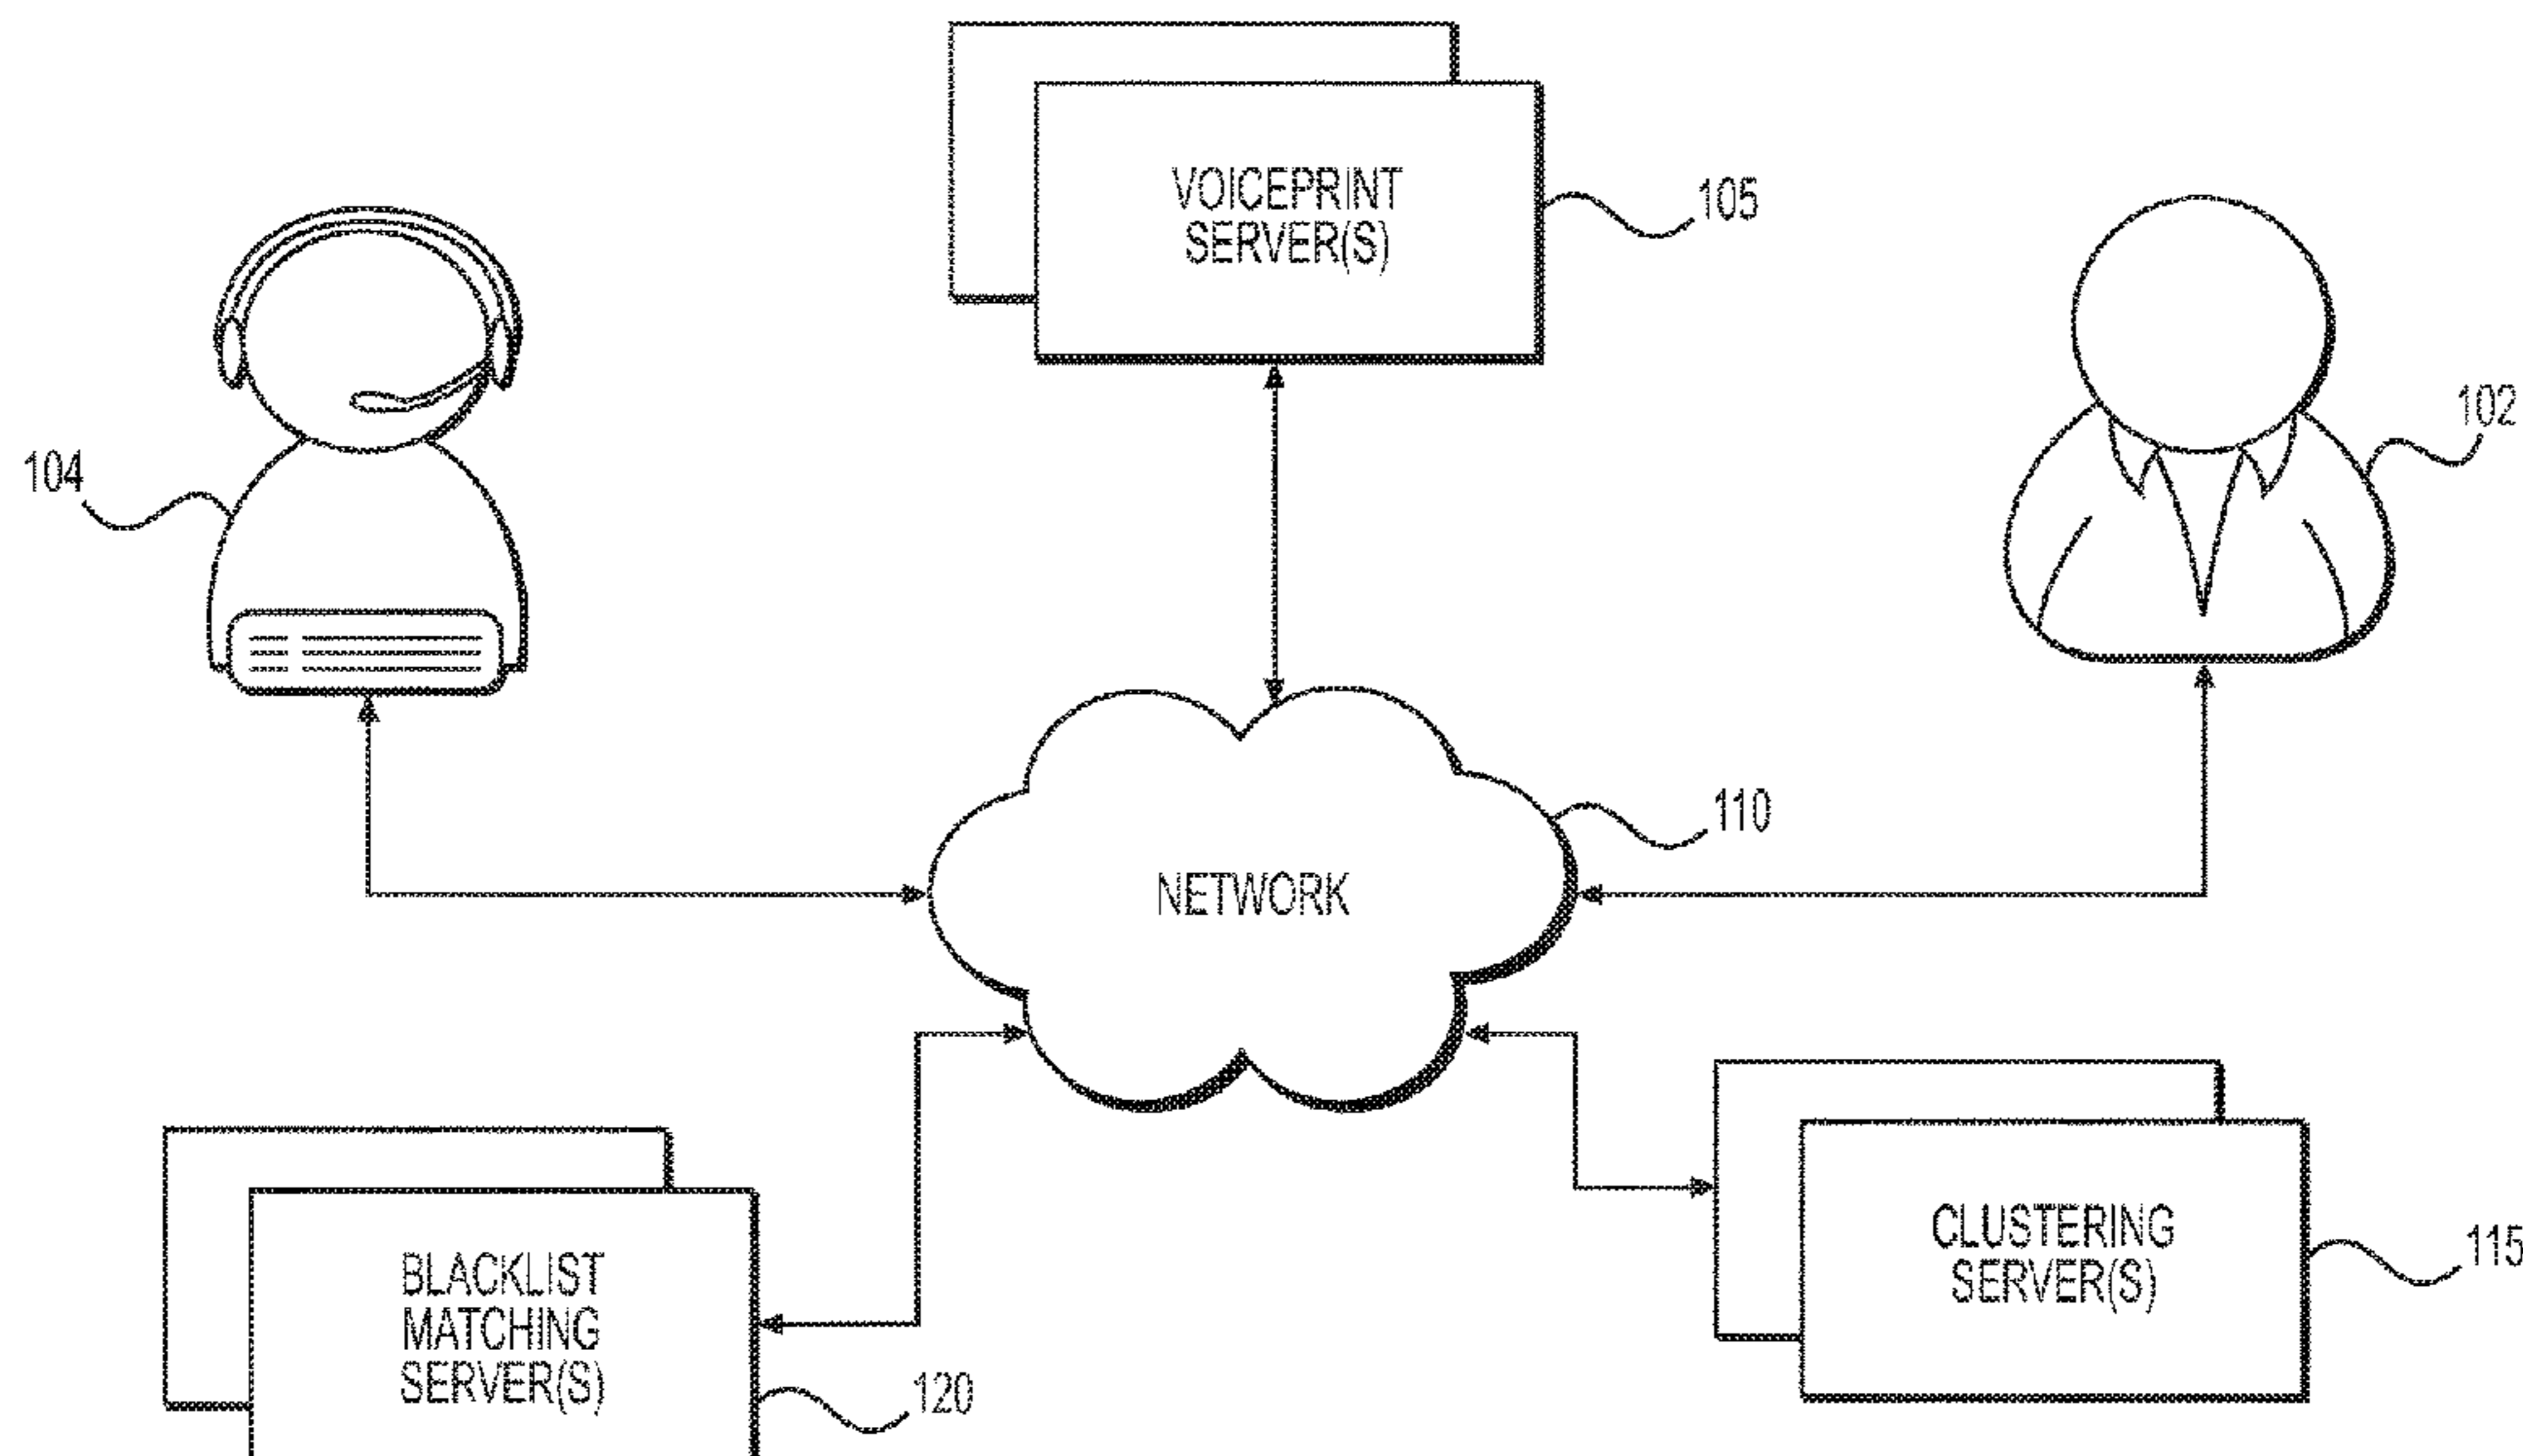 VOICEPRINT
SERVER(S)
105
102
104
110
NETWORK
CLUSTERING
SERVER(S)
115
BLACKLIST
MATCHING
SERVER(S)
120